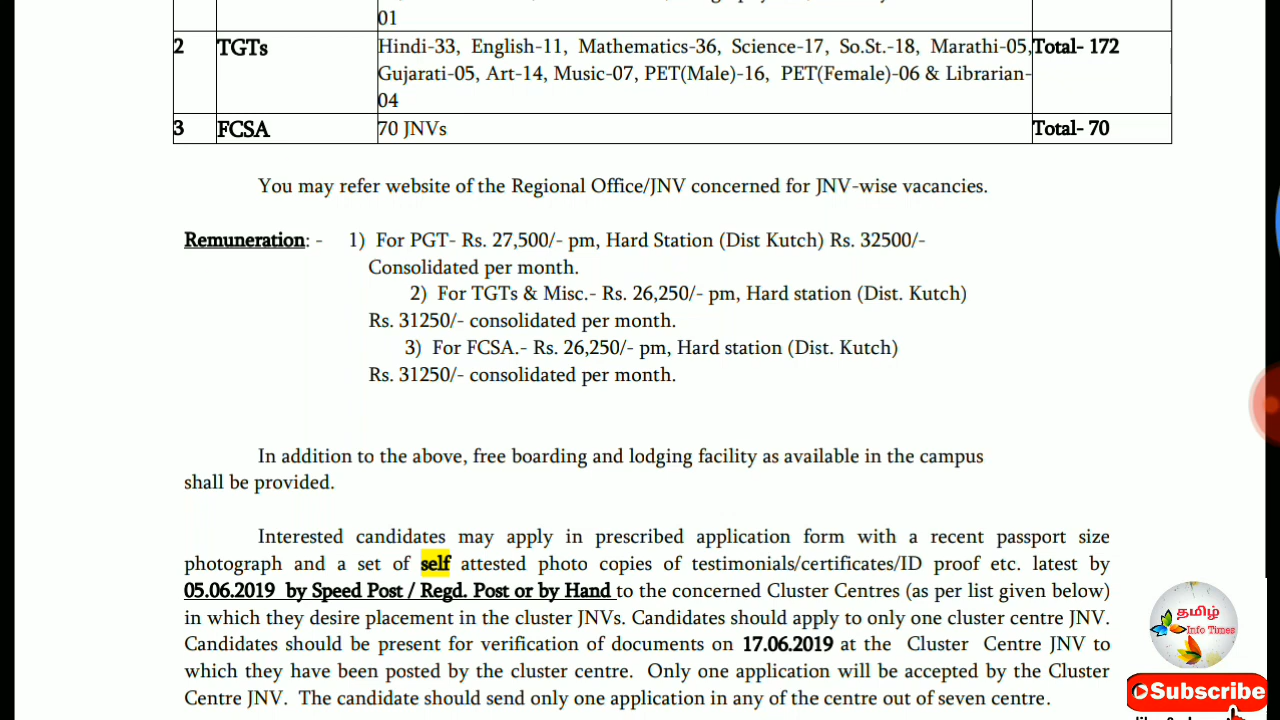 01
2 TGTs Hindi-33, English-11, Mathematics-36, Science-17, So.St.-18, Marathi-05, Total- 172
Gujarati-05, Art-14, Music-07, PET(Male)-16, PET(Female)-06 & Librarian-
04
3 FCSA 70 JNVs Total- 70
You may refer website of the Regional Office/JNV concerned for JNV-wise vacancies.
Remuneration: - 1) For PGT- Rs. 27,500/- pm, Hard Station (Dist Kutch) Rs. 32500/-
Consolidated per month.
2) For TGTs & Misc.- Rs. 26,250/- pm, Hard station (Dist. Kutch)
Rs. 31250/- consolidated per month.
3) For FCSA.- Rs. 26,250/- pm, Hard station (Dist. Kutch)
Rs. 31250/- consolidated per month.
In addition to the above, free boarding and lodging facility as available in the campus
shall be provided.
Interested candidates may apply in prescribed application form with a recent passport size
photograph and a set of self attested photo copies of testimonials/certificates/ID proof etc. latest by
05.06.2019 by Speed Post / Regd. Post or by Hand to the concerned Cluster Centres (as per list given below)
in which they desire placement in the cluster JNVs. Candidates should apply to only one cluster centre JNV.
Candidates should be present for verification of documents on 17.06.2019 at the Cluster Centre JNV to
which they have been posted by the cluster centre. Only one application will be accepted by the Cluster
Centre JNV. The candidate should send only one application in any of the centre out of seven centre.
தமிழ்
Info Times
Subscribe